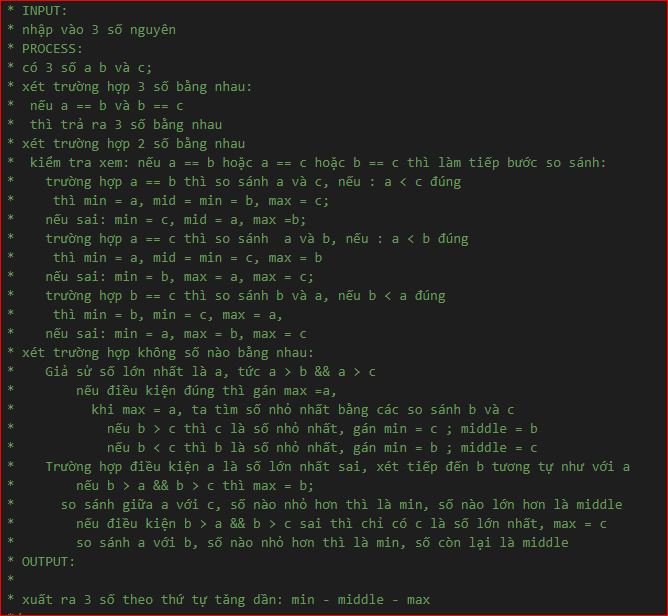 * INPUT:
* nhập vào 3 số nguyên
* PROCESS:
* có 3 số a b và c;
* xét trường hợp 3 số bằng nhau:
*  nếu a == b và b == c
*  thì trả ra 3 số bằng nhau
* xét trường hợp 2 số bằng nhau
*  kiểm tra xem: nếu a == b hoặc a == c hoặc b == c thì làm tiếp bước so sánh:
*    trường hợp a == b thì so sánh a và c, nếu : a < c đúng
*     thì min = a, mid = min = b, max = c;
*    nếu sai: min = c, mid = a, max =b;
*    trường hợp a == c thì so sánh  a và b, nếu : a < b đúng
*     thì min = a, mid = min = c, max = b
*    nếu sai: min = b, max = a, max = c;
*    trường hợp b == c thì so sánh b và a, nếu b < a đúng
*     thì min = b, min = c, max = a,
*    nếu sai: min = a, max = b, max = c
* xét trường hợp không số nào bằng nhau:
*    Giả sử số lớn nhất là a, tức a > b && a > c
*        nếu điều kiện đúng thì gán max =a,
*          khi max = a, ta tìm số nhỏ nhất bằng các so sánh b và c
*            nếu b > c thì c là số nhỏ nhất, gán min = c ; middle = b
*            nếu b < c thì b là số nhỏ nhất, gán min = b ; middle = c
*    Trường hợp điều kiện a là số lớn nhất sai, xét tiếp đến b tương tự như với a
*        nếu b > a && b > c thì max = b;
*      so sánh giữa a với c, số nào nhỏ hơn thì là min, số nào lớn hơn là middle
*        nếu điều kiện b > a && b > c sai thì chỉ có c là số lớn nhất, max = c
*        so sánh a với b, số nào nhỏ hơn thì là min, số còn lại là middle
* OUTPUT:
*
* xuất ra 3 số theo thứ tự tăng dần: min - middle - max